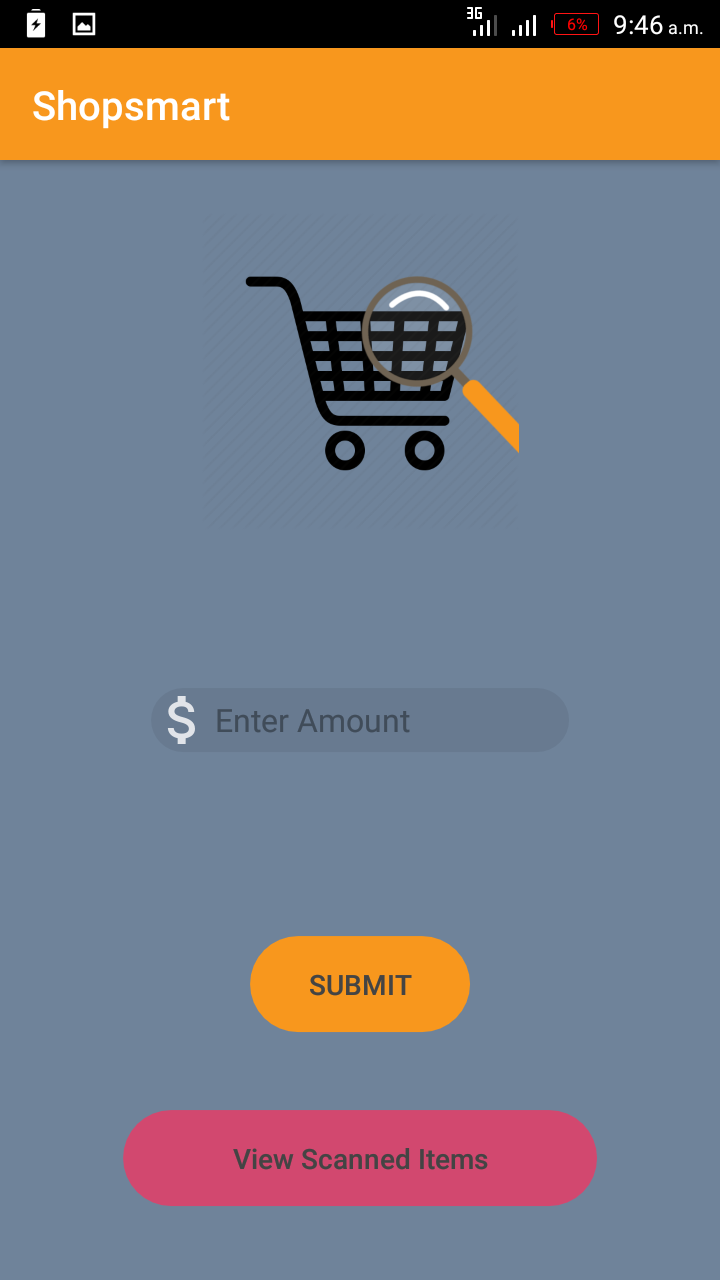 3G 6% 9:46 a.m.
Shopsmart
$ Enter Amount
SUBMIT
View Scanned Items